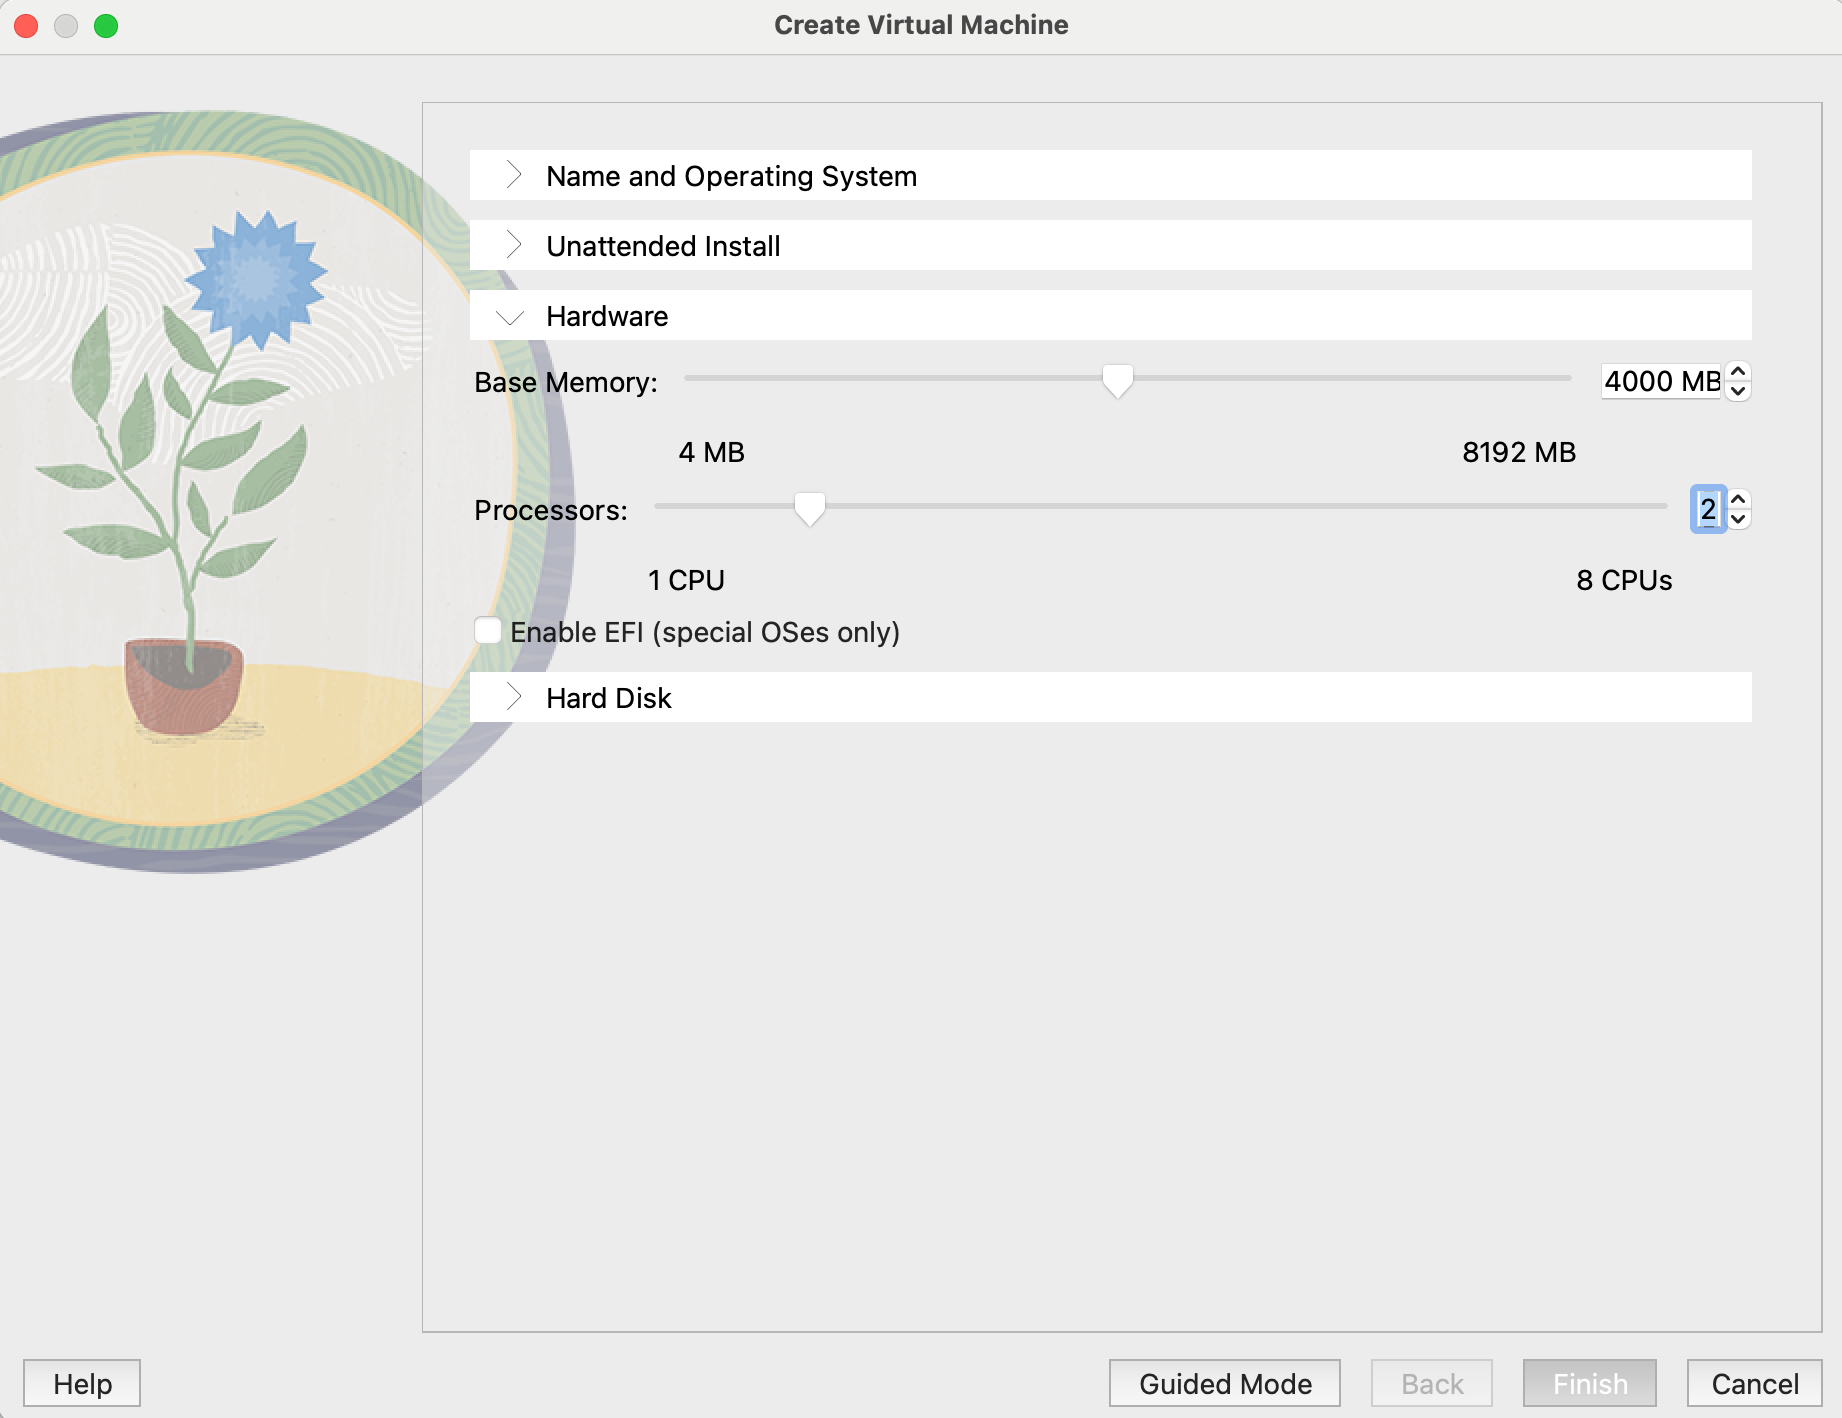 Create Virtual Machine
Name and Operating System
Unattended Install
Hardware
Base Memory: 4000 MB
4 MB 8192 MB
Processors: 2
1 CPU 8 CPUs
Enable EFI (special OSes only)
Hard Disk
Help Guided Mode Back Finish Cancel